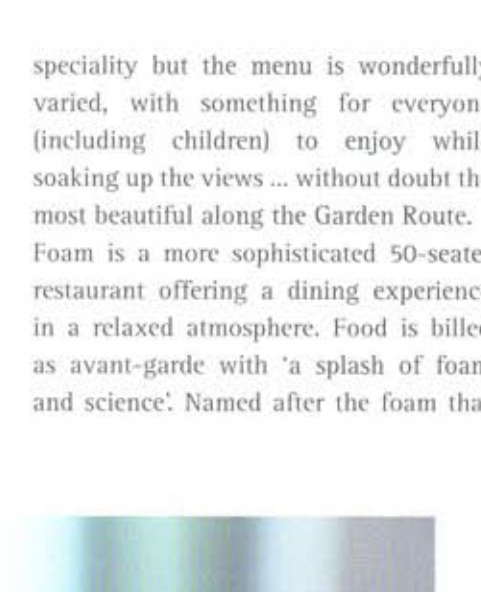 speciality but the menu is wonderfully
varied, with something for everyon
(including children) to enjoy whil
soaking up the views ... without doubt th
most beautiful along the Garden Route.
Foam is a more sophisticated 50-seate
restaurant offering a dining experienc
in a relaxed atmosphere. Food is bille
as avant-garde with 'a splash of foam
and science'. Named after the foam tha